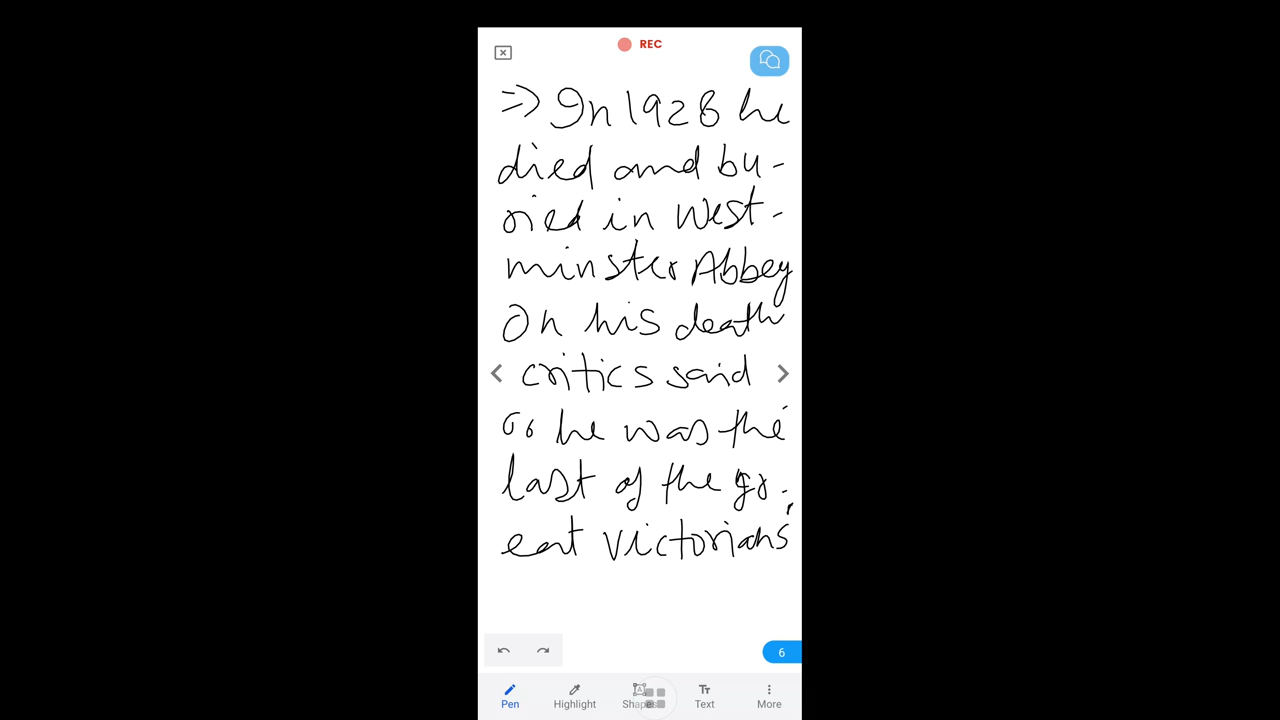 REC
=> In 1928 he
died and bu-
ried in West-
minster Abbey
On his death
critics said
“ he was the
last of the gr-
eat Victorians”
6
Pen
Highlight
Shapes
Text
More